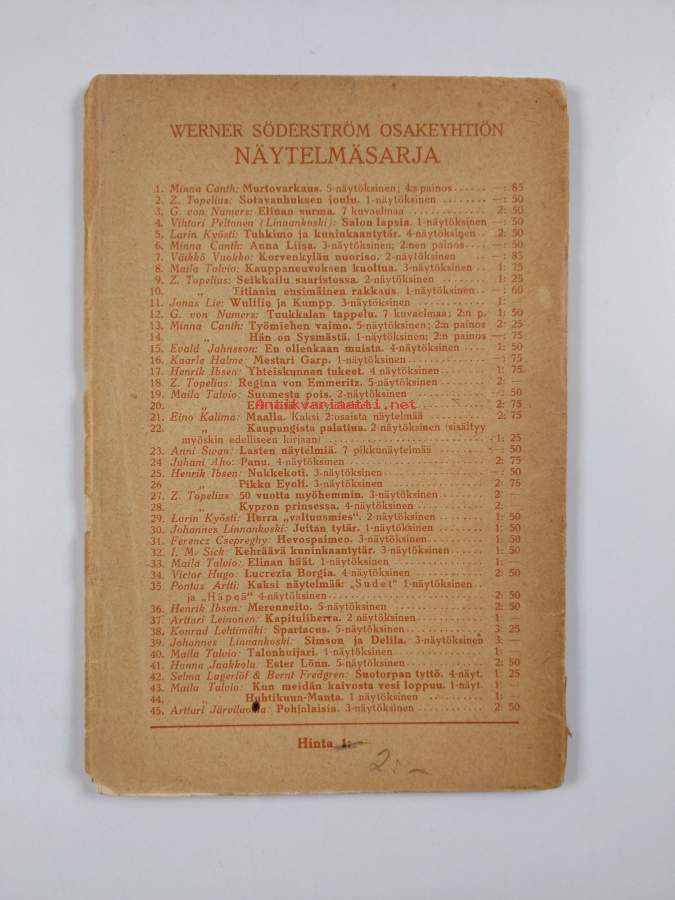 WERNER SÖDERSTRÖM OSAKEYHTIÖN
NÄYTELMÄSARJA
1. Minna Canth: Murtovarkaus. 5-näytöksinen; 4:s painos ...... —: 85
2. Z. Topelius: Sotavanhuksen joulu. 1-näytöksinen ........ —: 50
3. G. von Numers: Elinan surma. 7 kuvaelmaa ............ 2: 50
4. Vihtori Peltonen (Linnankoski): Salon lapsia. 1-näytöksinen —: 50
5. Larin Kyösti: Tuhkimo ja kuninkaantytär. 4-näytöksinen 2: 50
6. Minna Canth: Anna Liisa. 3-näytöksinen; 2:nen painos .... —: 50
7. Väikkö Vuokko: Korvenkylän nuoriso. 2-näytöksinen .. —: 85
8. Maila Talvio: Kauppaneuvoksen kuoltua. 3-näytöksinen .. 1: 75
9. Z. Topelius: Seikkailu saaristossa. 2-näytöksinen ...... 1: 25
10. „ Titianin ensimäinen rakkaus. 1-näytöksinen .. —: 60
11. Jonas Lie: Wulffie ja Kumpp. 3-näytöksinen .......... 1: —
12. G. von Numers: Tuukkalan tappelu. 7 kuvaelmaa; 2:n p. 1: 50
13. Minna Canth: Työmiehen vaimo. 5-näytöksinen; 2:n painos 2: 25
14. „ Hän on Sysmästä. 1-näytöksinen; 2:n painos —: 75
15. Evald Jahnsson: En ollenkaan muista. 4-näytöksinen .... 1: 50
16. Kaarle Halme: Mestari Garp. 1-näytöksinen .......... —: 75
17. Henrik Ibsen: Yhteiskunnan tukeet. 4 näytöksinen ...... 1: 75
18. Z. Topelius: Regina von Emmeritz. 5-näytöksinen ...... 2: —
19. Maila Talvio: Suomesta pois. 2-näytöksinen .......... —: 50
20. „ 2: 75
21. Eino Kalima: Maalla. Kaksi 2:osaista näytelmää ........ 2: 75
22. „ Kaupungista palattua. 2-näytöksinen (sisältyy
myöskin edelliseen kirjaan) .................. 1: 25
23. Anni Swan: Lasten näytelmiä. 7 pikkunäytelmää ...... —: 50
24 Juhani Aho: Panu. 4-näytöksinen .................. 2: 75
25. Henrik Ibsen: Nukkekoti. 3-näytöksinen ............ —: 50
26 „ Pikku Eyolf. 3-näytöksinen ............ 2: 75
27. Z. Topelius: 50 vuotta myöhemmin. 3-näytöksinen ...... 2: —
28. „ Kypron prinsessa. 4-näytöksinen ........ 2: —
29. Larin Kyösti: Herra „valtuusmies". 2-näytöksinen ...... 1: 50
30. Johannes Linnankoski: Jeftan tytär. 1-näytöksinen ...... 1: 50
31. Ferencz Csepreghy: Hevospaimen. 3-näytöksinen ...... 1: 50
32. I. M. Sick: Kehräävä kuninkaantytär. 3-näytöksinen .... 1: 50
33. Maila Talvio: Elinan häät. 1-näytöksinen ............ 1: —
34. Victor Hugo: Lucrezia Borgia. 4-näytöksinen .......... 2: 50
35 Pontus Artti: Kaksi näytelmää: „Sudet" 1-näytöksinen
ja „Häpeä" 4-näytöksinen .................. 2: 50
36. Henrik Ibsen: Merenneito. 5-näytöksinen ............ 2: 50
37. Artturi Leinonen: Kapituliherra. 2-näytöksinen ........ 1: —
38. Konrad Lehtimäki: Spartacus. 5-näytöksinen .......... 3: 25
39. Johannes Linnankoski: Simson ja Delila. 3-näytöksinen 3: —
40. Maila Talvio: Talonhuijari. 1-näytöksinen ............ 1: —
41. Hanna Jaakkola: Ester Lönn. 5-näytöksinen .......... 2: 50
42. Selma Lagerlöf & Bernt Fredgren: Suotorpan tyttö. 4-näyt. 1: 25
43. Maila Talvio: Kun meidän kaivosta vesi loppuu. 1-näyt. 1: —
44. „ Huhtikuun-Manta. 1-näytöksinen ........ 1: —
45. Artturi Järviluoma: Pohjalaisia. 3-näytöksinen ........ 2: 50
Antikvariaatti.net
Hinta 1: —
2: –